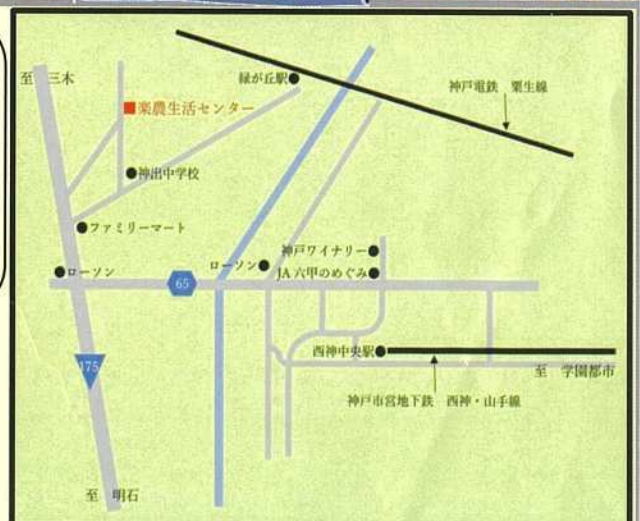 至 三木
緑が丘駅
神戸電鉄 粟生線
楽農生活センター
神出中学校
ファミリーマート
神戸ワイナリー
ローソン
ローソン
JA六甲のめぐみ
65
西神中央駅
175
至 学園都市
神戸市営地下鉄 西神・山手線
至 明石